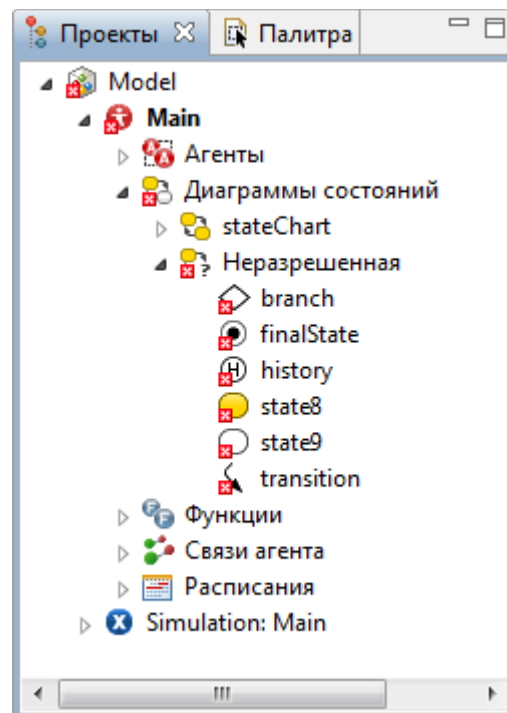 Проекты Палитра
Model
Main
Агенты
Диаграммы состояний
stateChart
Неразрешенная
branch
finalState
history
state8
state9
transition
Функции
Связи агента
Расписания
Simulation: Main